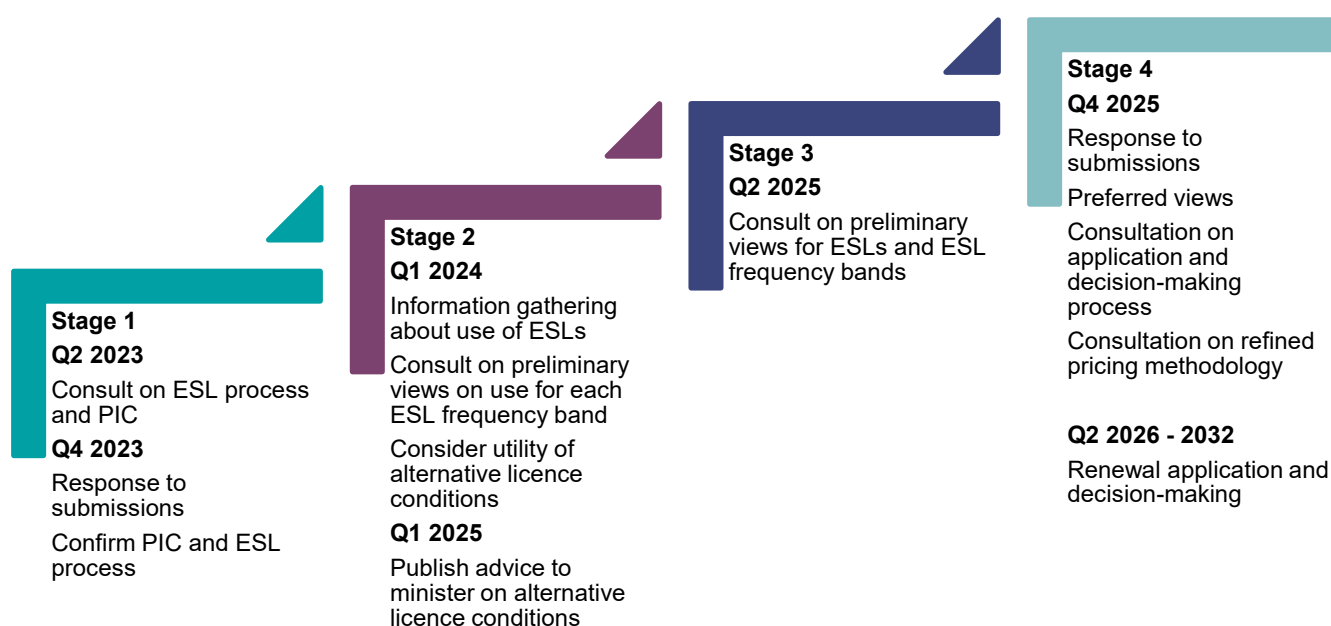 Stage 1
Q2 2023
Consult on ESL process
and PIC
Q4 2023
Response to
submissions
Confirm PIC and ESL
process
Stage 2
Q1 2024
Information gathering
about use of ESLs
Consult on preliminary
views on use for each
ESL frequency band
Consider utility of
alternative licence
conditions
Q1 2025
Publish advice to
minister on alternative
licence conditions
Stage 3
Q2 2025
Consult on preliminary
views for ESLs and ESL
frequency bands
Stage 4
Q4 2025
Response to
submissions
Preferred views
Consultation on
application and
decision-making
process
Consultation on refined
pricing methodology
Q2 2026 - 2032
Renewal application and
decision-making